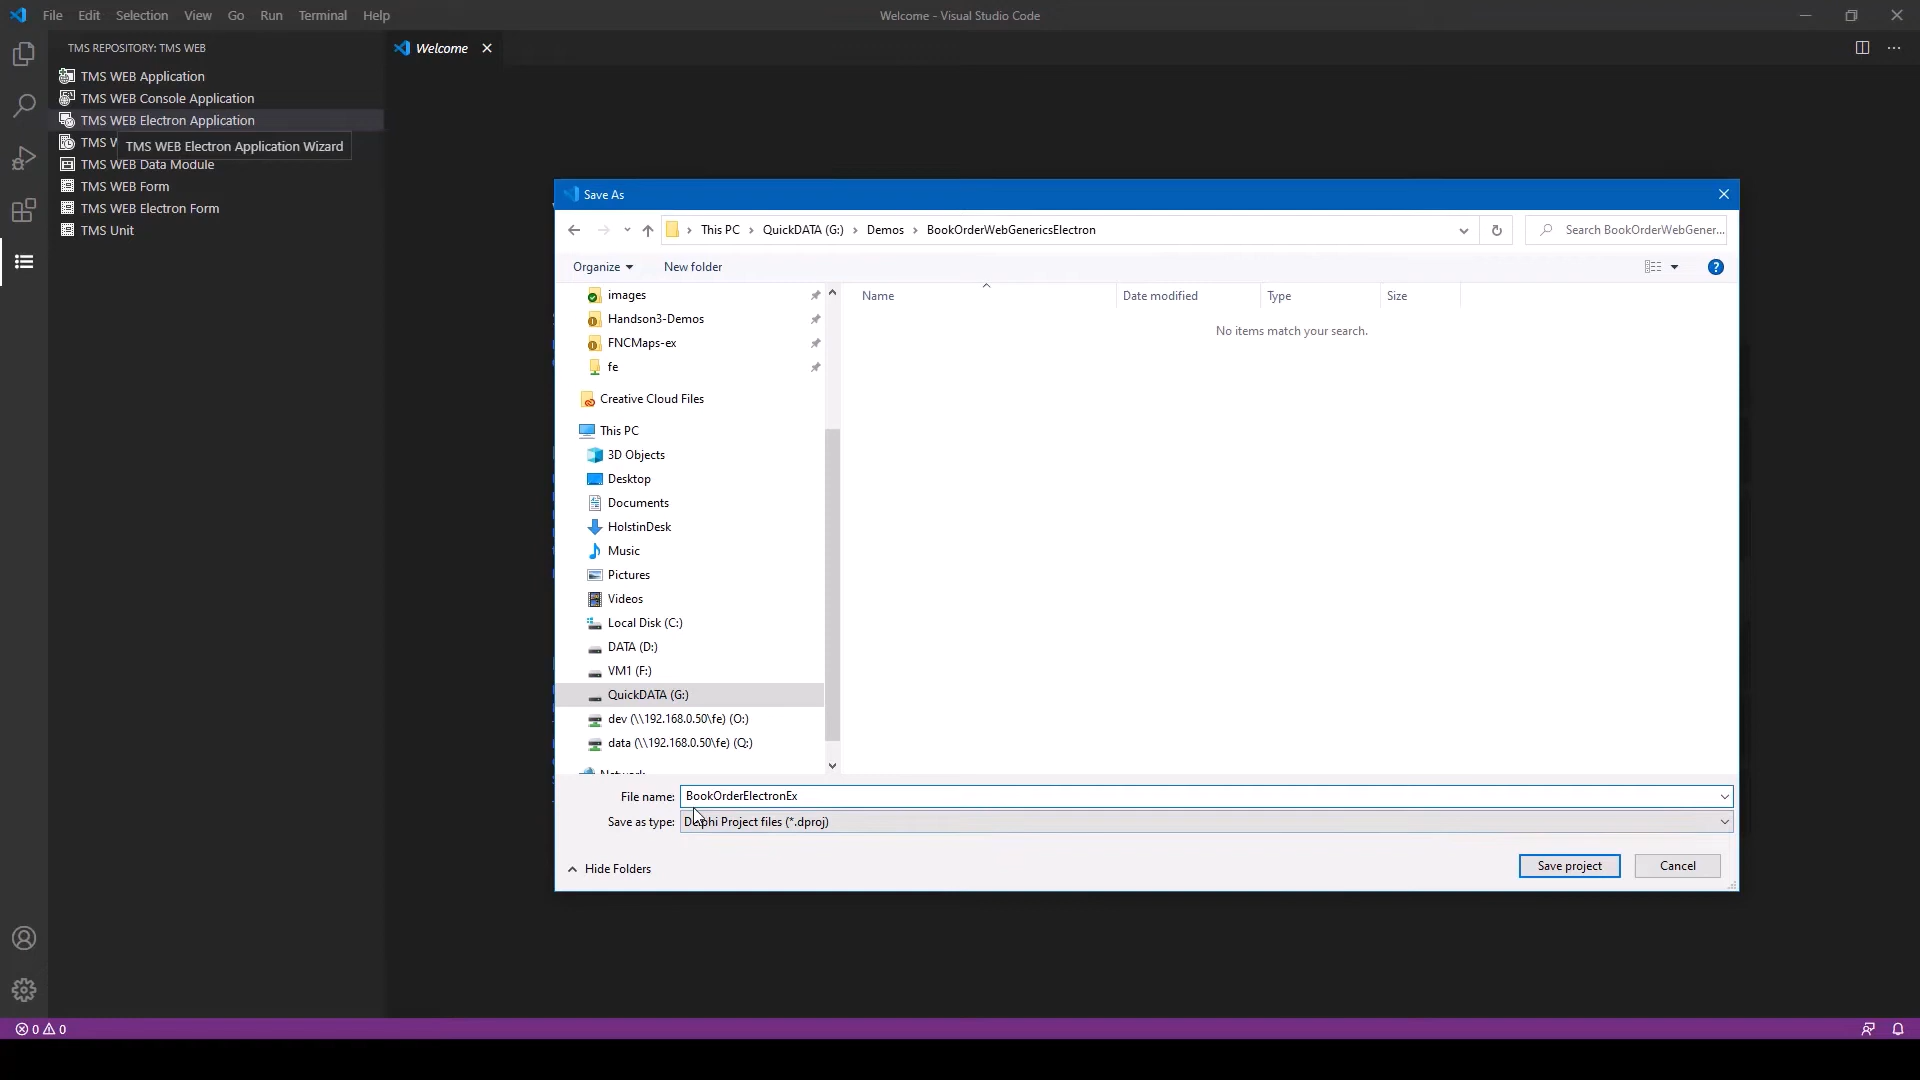 File Edit Selection View Go Run Terminal Help
Welcome - Visual Studio Code
TMS REPOSITORY: TMS WEB
Welcome
TMS WEB Application
TMS WEB Console Application
TMS WEB Electron Application
TMS W
TMS WEB Electron Application Wizard
TMS WEB Data Module
TMS WEB Form
TMS WEB Electron Form
TMS Unit
Save As
This PC
QuickDATA (G:)
Demos
BookOrderWebGenericsElectron
Search BookOrderWebGener...
Organize
New folder
Name
Date modified
Type
Size
No items match your search.
images
Handson3-Demos
FNCMaps-ex
fe
Creative Cloud Files
This PC
3D Objects
Desktop
Documents
HolstinDesk
Music
Pictures
Videos
Local Disk (C:)
DATA (D:)
VM1 (F:)
QuickDATA (G:)
dev (\\192.168.0.50\fe) (O:)
data (\\192.168.0.50\fe) (Q:)
Network
File name: BookOrderElectronEx
Save as type: Delphi Project files (*.dproj)
Hide Folders
Save project
Cancel
0 0